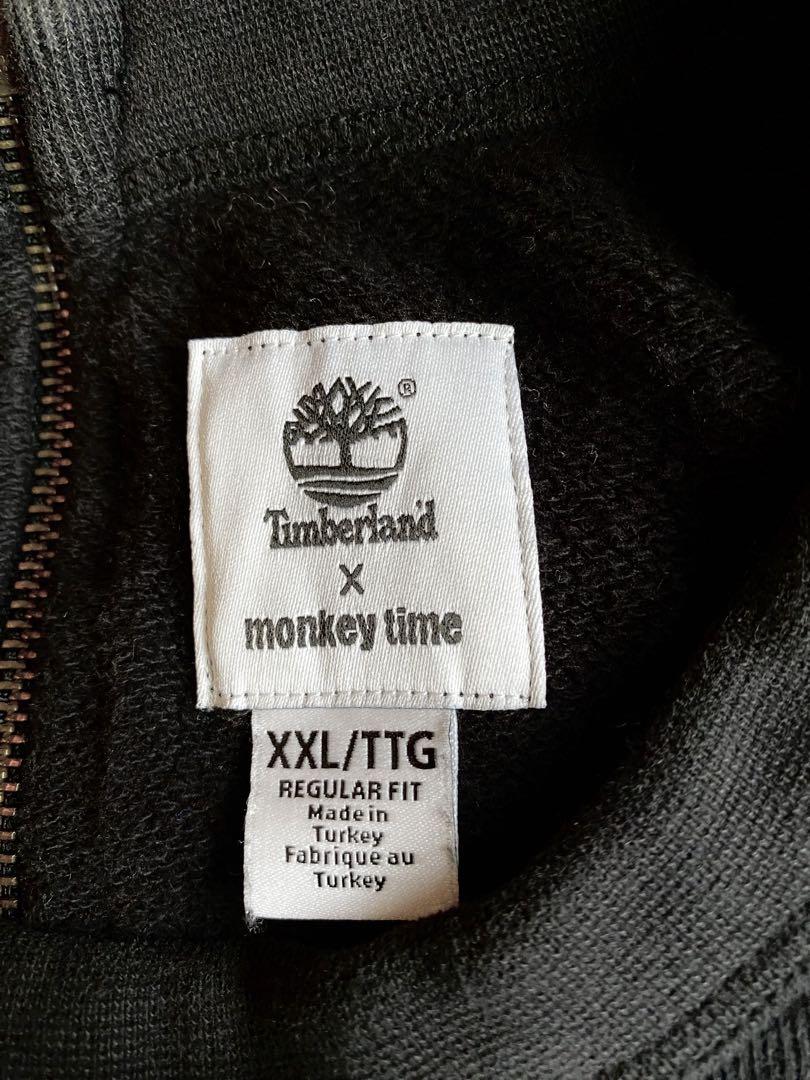 ®
Timberland
X
monkey time
XXL/TTG
REGULAR FIT
Made in
Turkey
Fabrique au
Turkey